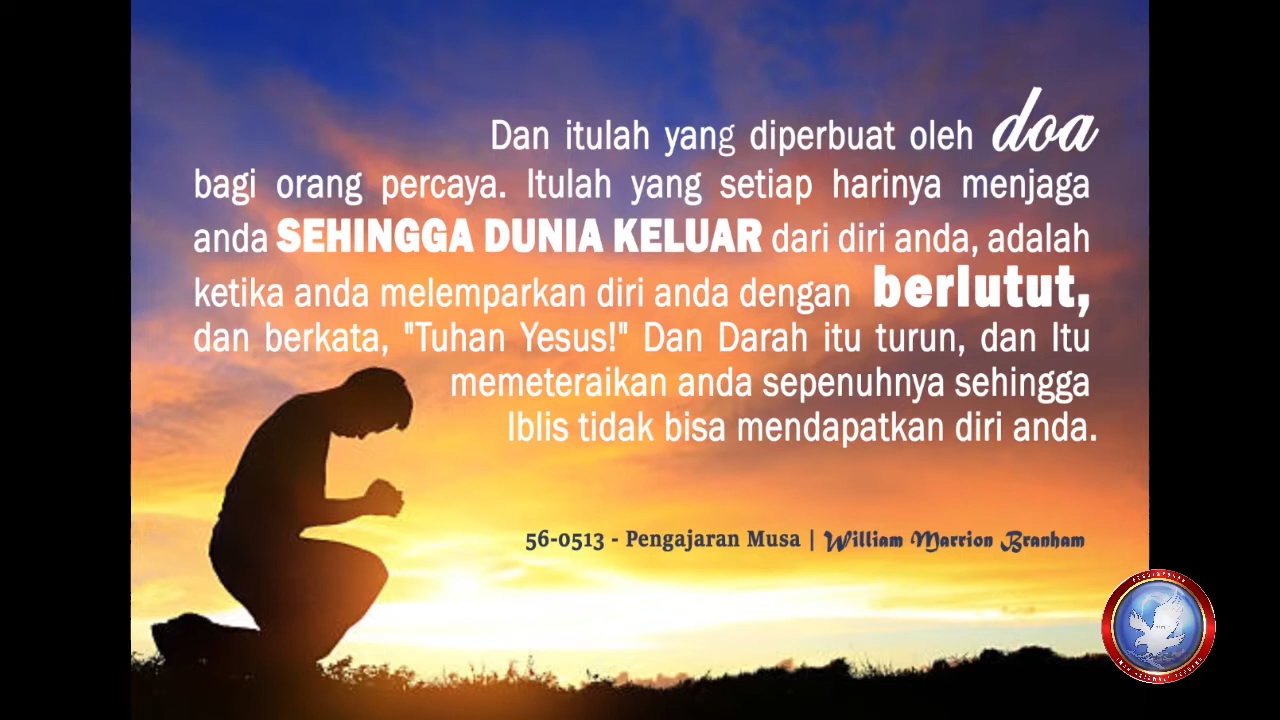 Dan itulah yang diperbuat oleh doa
bagi orang percaya. Itulah yang setiap harinya menjaga
anda SEHINGGA DUNIA KELUAR dari diri anda, adalah
ketika anda melemparkan diri anda dengan berlutut,
dan berkata, "Tuhan Yesus!" Dan Darah itu turun, dan Itu
memeteraikan anda sepenuhnya sehingga
Iblis tidak bisa mendapatkan diri anda.
56-0513 - Pengajaran Musa | William Marrion Branham